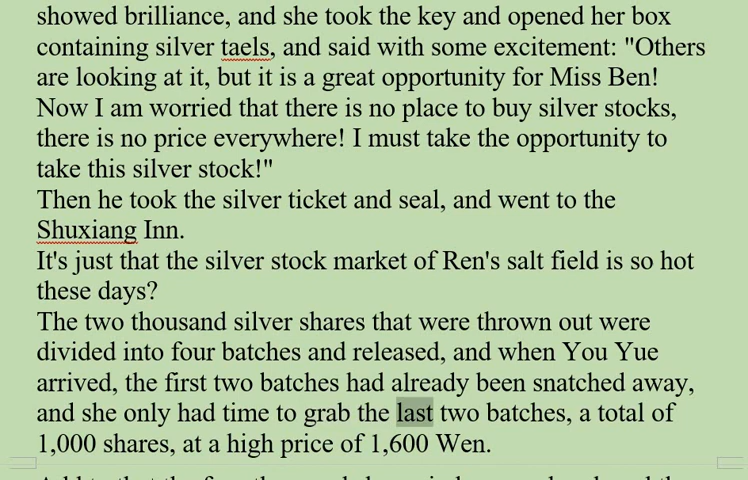 showed brilliance, and she took the key and opened her box
containing silver taels, and said with some excitement: "Others
are looking at it, but it is a great opportunity for Miss Ben!
Now I am worried that there is no place to buy silver stocks,
there is no price everywhere! I must take the opportunity to
take this silver stock!"
Then he took the silver ticket and seal, and went to the
Shuxiang Inn.
It's just that the silver stock market of Ren's salt field is so hot
these days?
The two thousand silver shares that were thrown out were
divided into four batches and released, and when You Yue
arrived, the first two batches had already been snatched away,
and she only had time to grab the last two batches, a total of
1,000 shares, at a high price of 1,600 Wen.